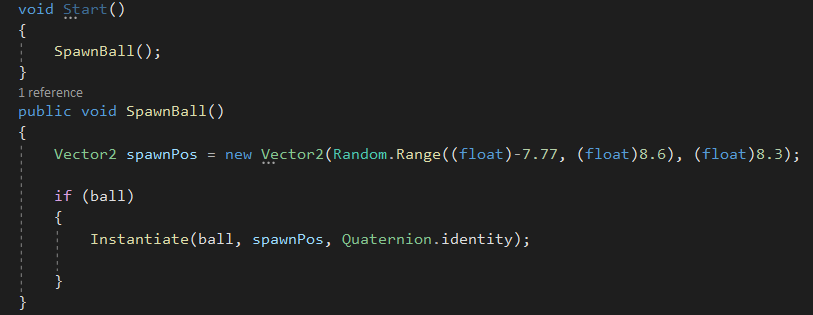 void Start()
{
SpawnBall();
}
1 reference
public void SpawnBall()
{
Vector2 spawnPos = new Vector2(Random.Range((float)-7.77, (float)8.6), (float)8.3);
if (ball)
{
Instantiate(ball, spawnPos, Quaternion.identity);
}
}